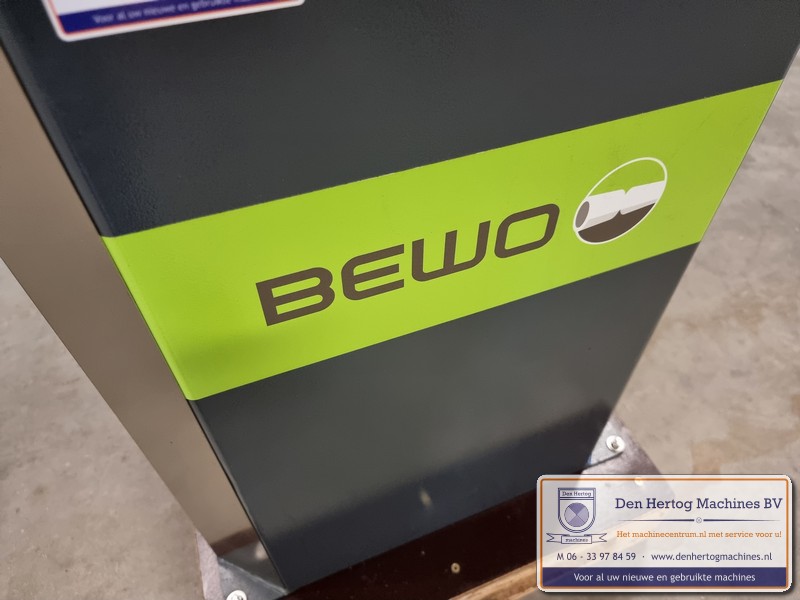 Voor al uw nieuwe en gebruikte machines
BEWO
Den Hertog
machines
Den Hertog Machines BV
Het machinecentrum.nl met service voor u!
M 06 - 33 97 84 59 · www.denhertogmachines.nl
Voor al uw nieuwe en gebruikte machines